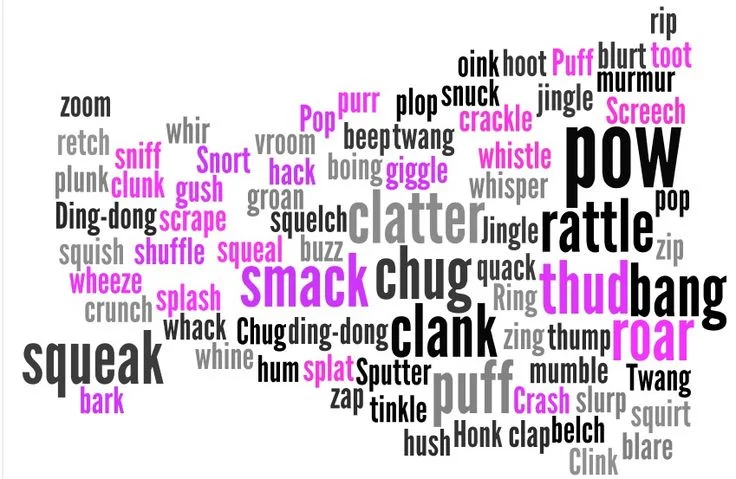 rip
oink hoot Puff blurt toot
murmur
zoom purr plop snuck jingle Screech
retch whir Pop crackle
sniff vroom beep twang pow
Snort hack boing giggle whistle
plunk clunk gush groan whisper pop
Ding-dong scrape squelch clatter Jingle rattle
squish shuffle squeal buzz zip
wheeze smack chug quack thud bang
crunch splash Ring
whack Chug ding-dong clank zing thump roar
squeak whine hum splat Sputter mumble Twang
bark zap tinkle puff Crash slurp squirt
hush Honk clap belch blare
Clink